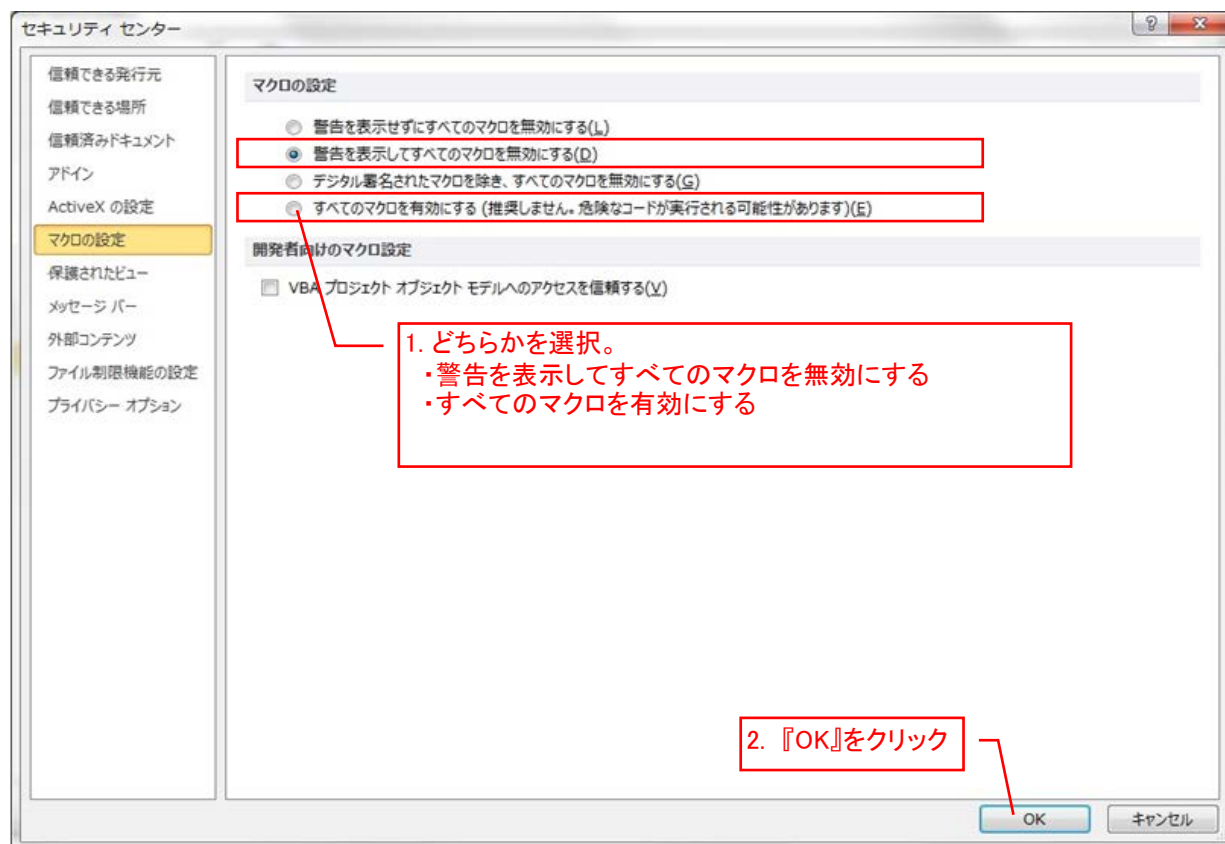 セキュリティ センター
信頼できる発行元
信頼できる場所
信頼済みドキュメント
アドイン
ActiveX の設定
マクロの設定
保護されたビュー
メッセージ バー
外部コンテンツ
ファイル制限機能の設定
プライバシー オプション
マクロの設定
警告を表示せずにすべてのマクロを無効にする(L)
警告を表示してすべてのマクロを無効にする(D)
デジタル署名されたマクロを除き、すべてのマクロを無効にする(G)
すべてのマクロを有効にする (推奨しません。危険なコードが実行される可能性があります)(E)
開発者向けのマクロ設定
VBA プロジェクト オブジェクト モデルへのアクセスを信頼する(V)
1. どちらかを選択。
・警告を表示してすべてのマクロを無効にする
・すべてのマクロを有効にする
2. 『OK』をクリック
OK
キャンセル